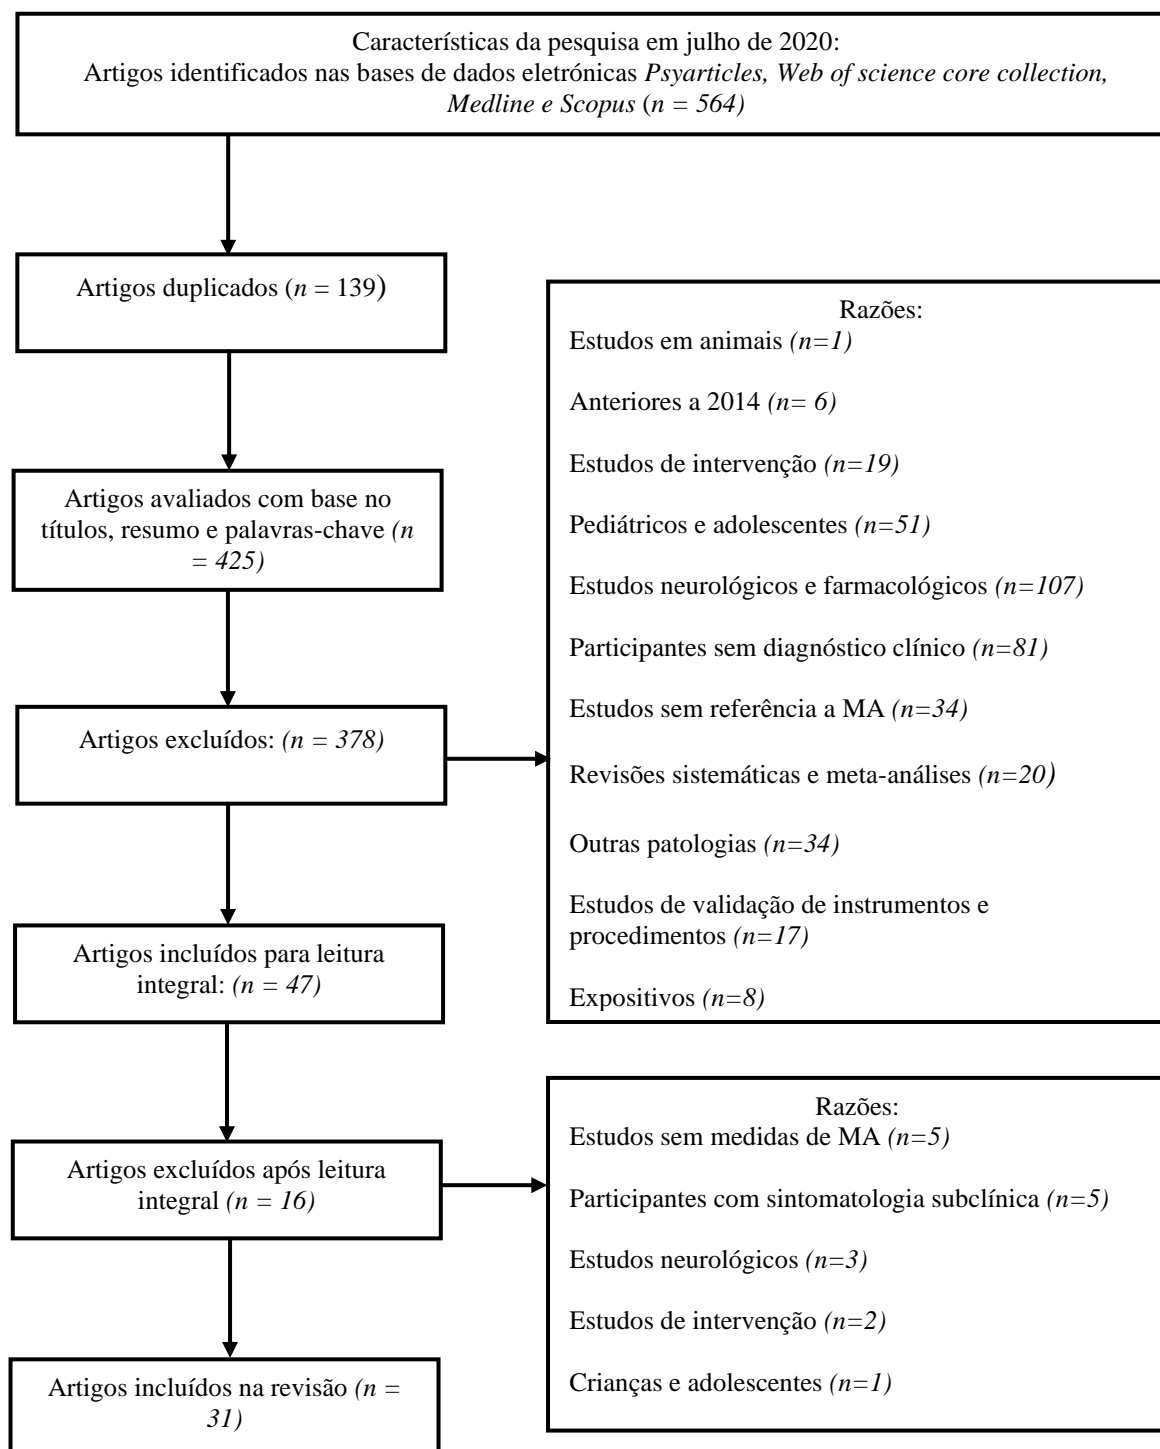 Características da pesquisa em julho de 2020:
Artigos identificados nas bases de dados eletrónicas Psyarticles, Web of science core collection,
Medline e Scopus (n = 564)
Artigos duplicados (n = 139)
Artigos avaliados com base no
títulos, resumo e palavras-chave (n
= 425)
Artigos excluídos: (n = 378)
Razões:
Estudos em animais (n=1)
Anteriores a 2014 (n= 6)
Estudos de intervenção (n=19)
Pediátricos e adolescentes (n=51)
Estudos neurológicos e farmacológicos (n=107)
Participantes sem diagnóstico clínico (n=81)
Estudos sem referência a MA (n=34)
Revisões sistemáticas e meta-análises (n=20)
Outras patologias (n=34)
Estudos de validação de instrumentos e
procedimentos (n=17)
Expositivos (n=8)
Artigos incluídos para leitura
integral: (n = 47)
Artigos excluídos após leitura
integral (n = 16)
Razões:
Estudos sem medidas de MA (n=5)
Participantes com sintomatologia subclínica (n=5)
Estudos neurológicos (n=3)
Estudos de intervenção (n=2)
Crianças e adolescentes (n=1)
Artigos incluídos na revisão (n =
31)